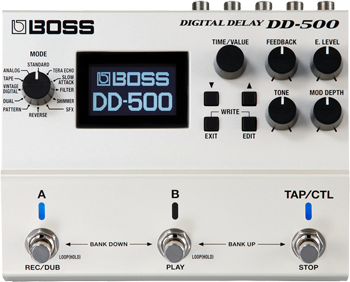 BOSS
DIGITAL DELAY DD-500
MODE
STANDARD
ANALOG
TERA ECHO
TAPE
SLOW
ATTACK
VINTAGE
DIGITAL
FILTER
DUAL
SHIMMER
PATTERN
SFX
REVERSE
BOSS
DD-500
TIME/VALUE
FEEDBACK
E. LEVEL
WRITE
EXIT
EDIT
TONE
MOD DEPTH
A
B
TAP/CTL
BANK DOWN
BANK UP
LOOP(HOLD)
LOOP(HOLD)
REC/DUB
PLAY
STOP